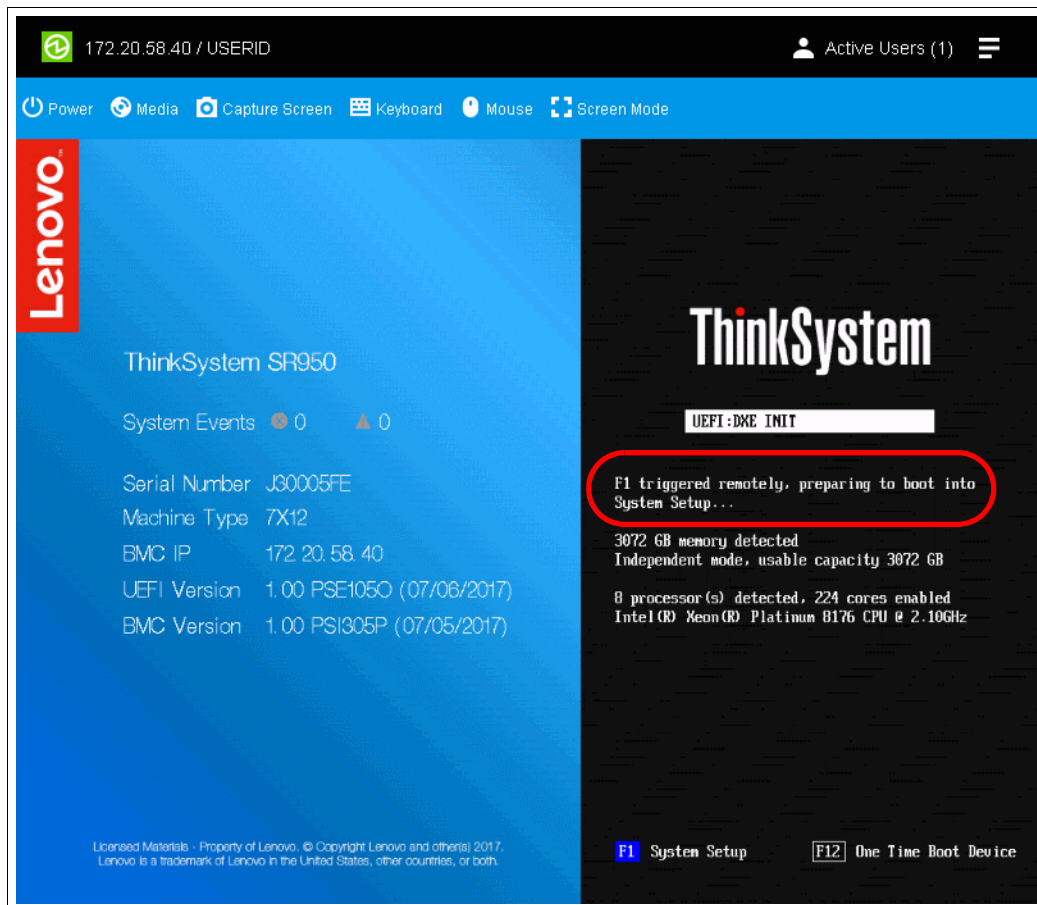 172.20.58.40 / USERID
Active Users (1)
Power Media Capture Screen Keyboard Mouse Screen Mode
Lenovo™
ThinkSystem SR950
System Events 0 0
Serial Number J30005FE
Machine Type 7X12
BMC IP 172. 20. 58. 40
UEFI Version 1.00 PSE105O (07/06/2017)
BMC Version 1.00 PSI305P (07/05/2017)
Licensed Materials - Property of Lenovo. © Copyright Lenovo and other(s) 2017.
Lenovo is a trademark of Lenovo in the United States, other countries, or both.
ThinkSystem
UEFI:DXE INIT
F1 triggered remotely, preparing to boot into
System Setup...
3072 GB memory detected
Independent mode, usable capacity 3072 GB
8 processor(s) detected, 224 cores enabled
Intel(R) Xeon(R) Platinum 8176 CPU @ 2.10GHz
F1 System Setup F12 One Time Boot Device